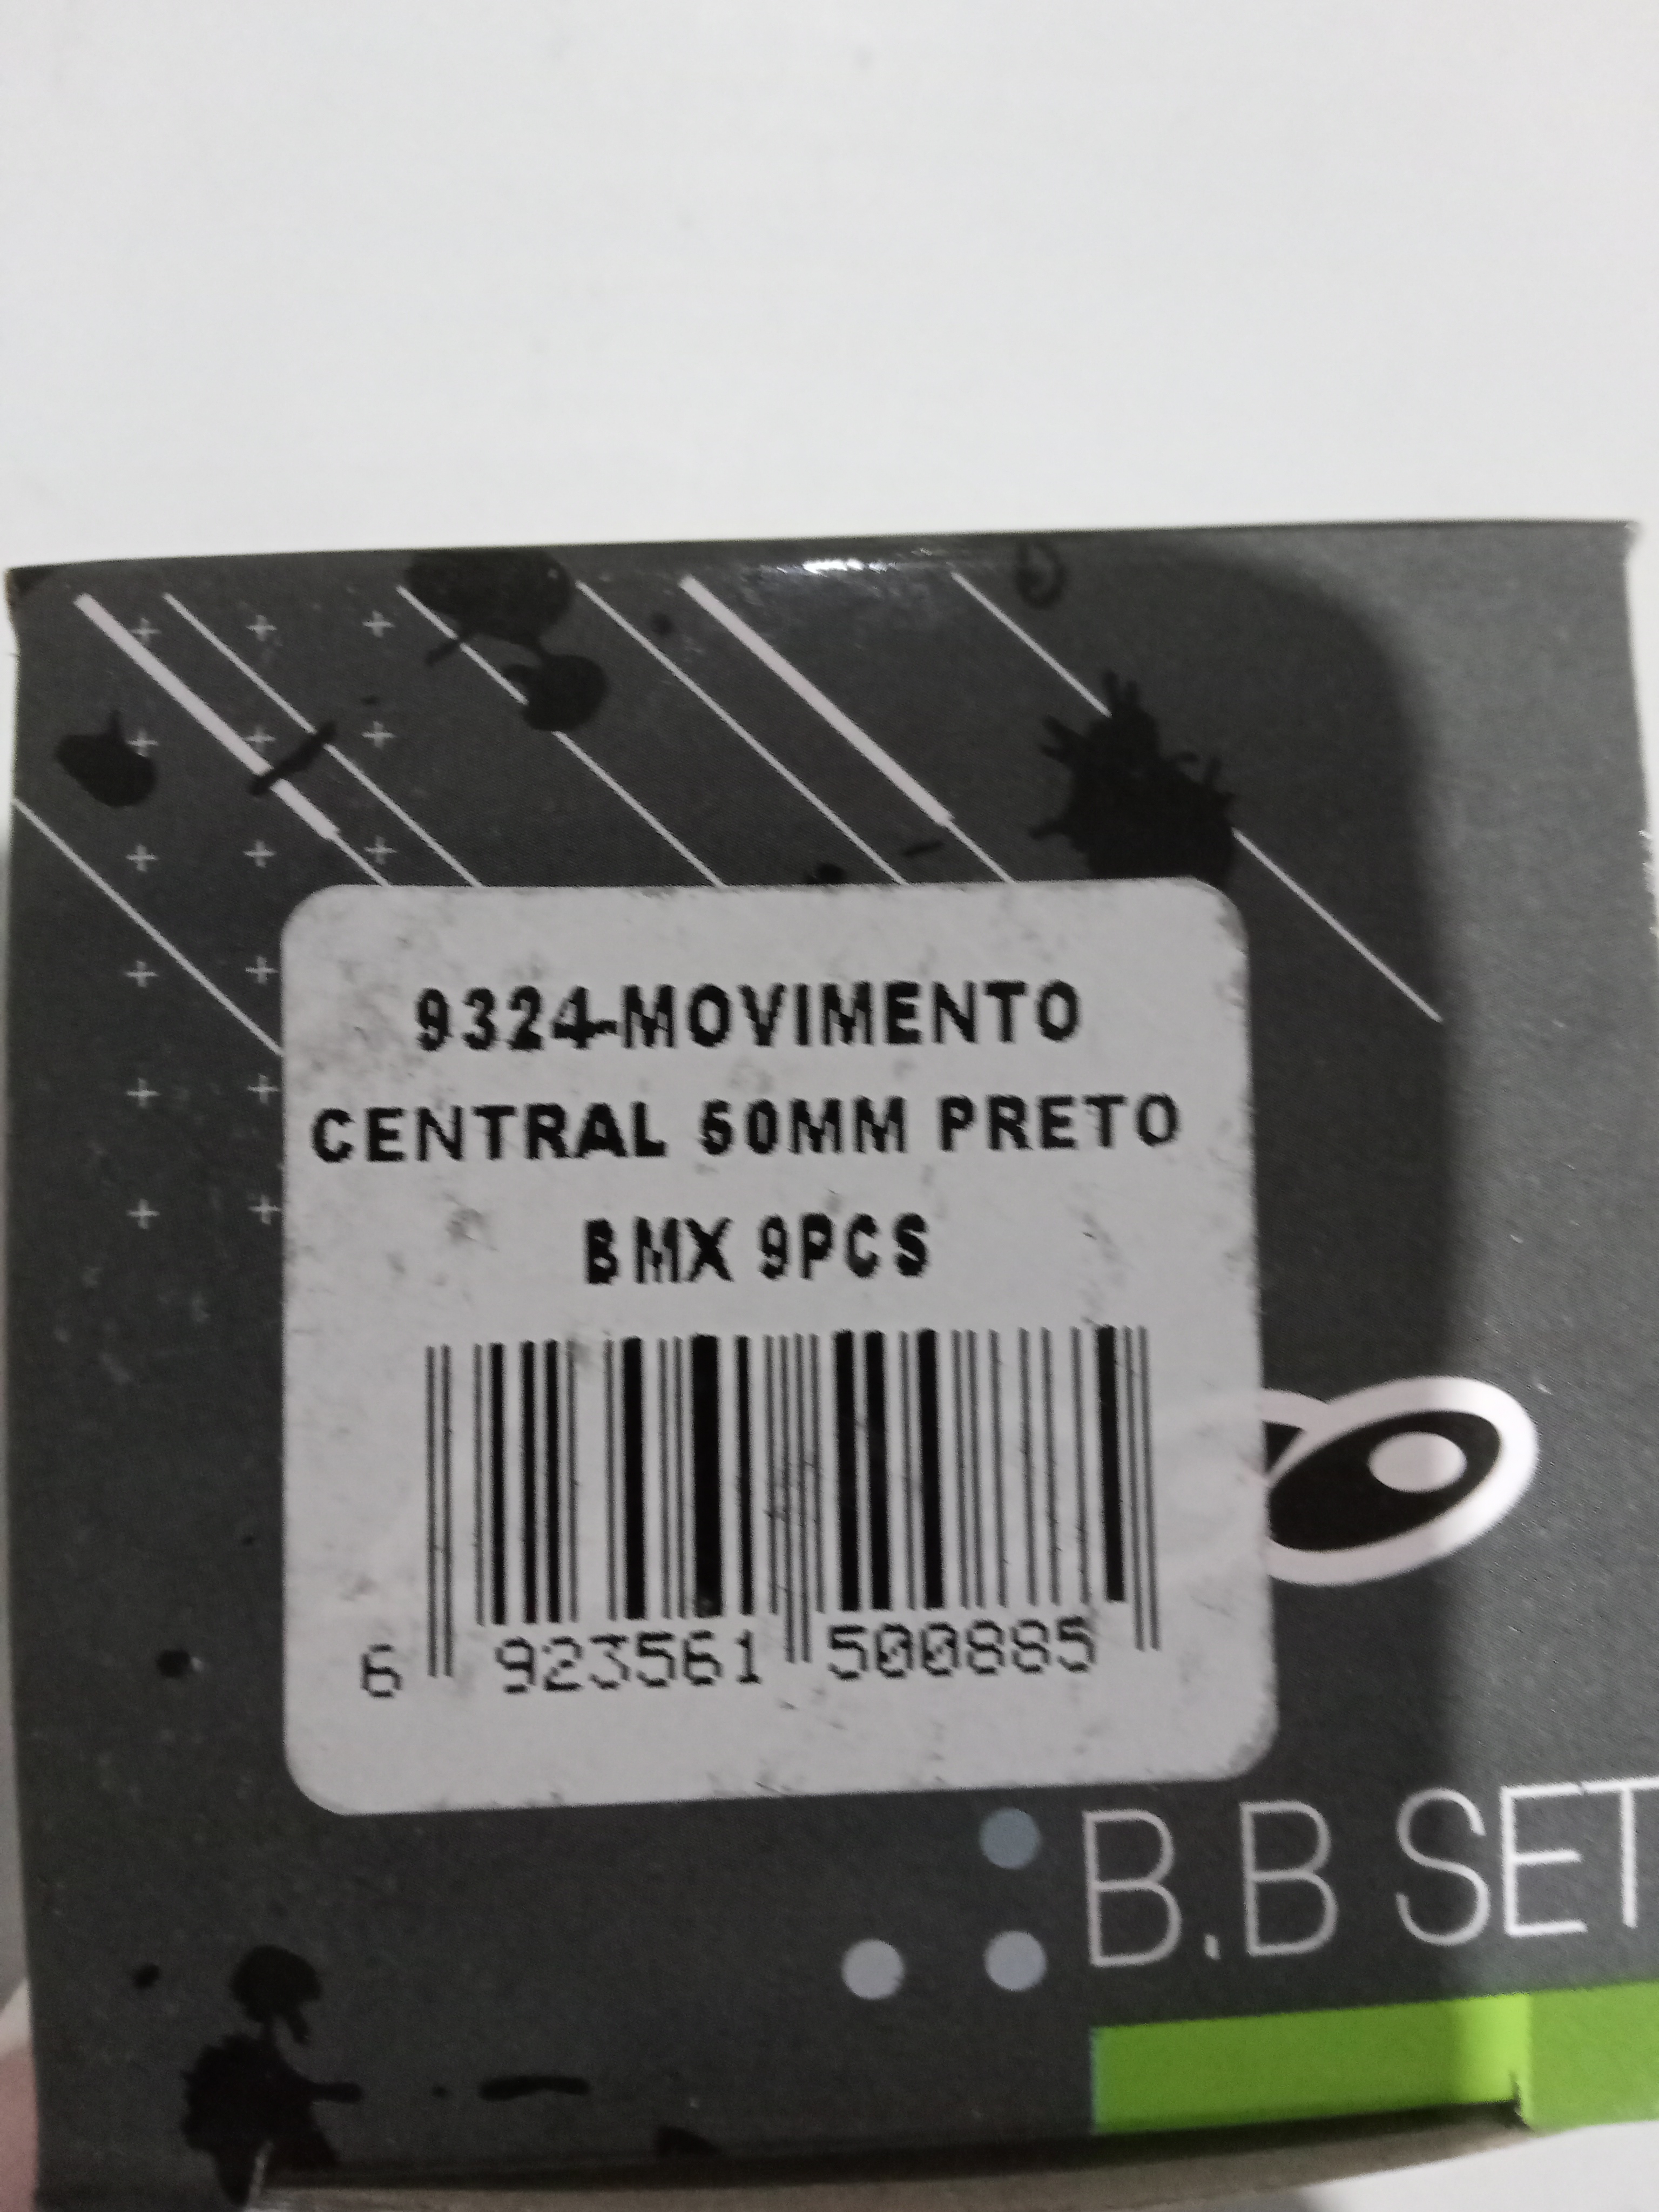 9324-MOVIMENTO
CENTRAL 50MM PRETO
BMX 9PCS
6 923561 500885
B.B SET